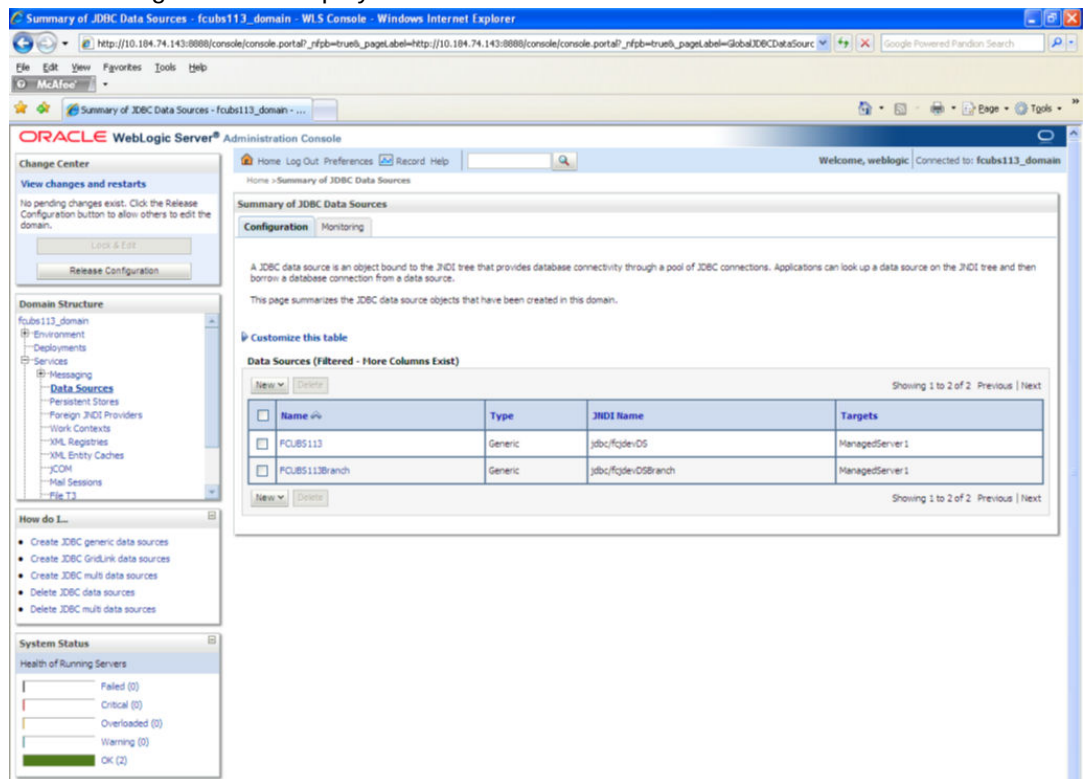 Summary of JDBC Data Sources - fcubs113_domain - WLS Console - Windows Internet Explorer
http://10.184.74.143:8888/console/console.portal?_nfpb=true&_pageLabel=http://10.184.74.143:8888/console/console.portal?_nfpb=true&_pageLabel=GlobalJDBCDataSourc
Google Powered Pandion Search
File Edit View Favorites Tools Help
McAfee
Summary of JDBC Data Sources - fcubs113_domain - ...
Page Tools
ORACLE WebLogic Server® Administration Console
Change Center
View changes and restarts
No pending changes exist. Click the Release
Configuration button to allow others to edit the
domain.
Lock & Edit
Release Configuration
Domain Structure
fcubs113_domain
Environment
Deployments
Services
Messaging
Data Sources
Persistent Stores
Foreign JNDI Providers
Work Contexts
XML Registries
XML Entity Caches
jCOM
Mail Sessions
File T3
How do I...
Create JDBC generic data sources
Create JDBC GridLink data sources
Create JDBC multi data sources
Delete JDBC data sources
Delete JDBC multi data sources
System Status
Health of Running Servers
Failed (0)
Critical (0)
Overloaded (0)
Warning (0)
OK (2)
Home Log Out Preferences Record Help
Welcome, weblogic Connected to: fcubs113_domain
Home >Summary of JDBC Data Sources
Summary of JDBC Data Sources
Configuration Monitoring
A JDBC data source is an object bound to the JNDI tree that provides database connectivity through a pool of JDBC connections. Applications can look up a data source on the JNDI tree and then
borrow a database connection from a data source.
This page summarizes the JDBC data source objects that have been created in this domain.
Customize this table
Data Sources (Filtered - More Columns Exist)
New Delete Showing 1 to 2 of 2 Previous | Next
Name Type JNDI Name Targets
FCUBS113 Generic jdbc/fcjdevDS ManagedServer1
FCUBS113Branch Generic jdbc/fcjdevDSBranch ManagedServer1
New Delete Showing 1 to 2 of 2 Previous | Next